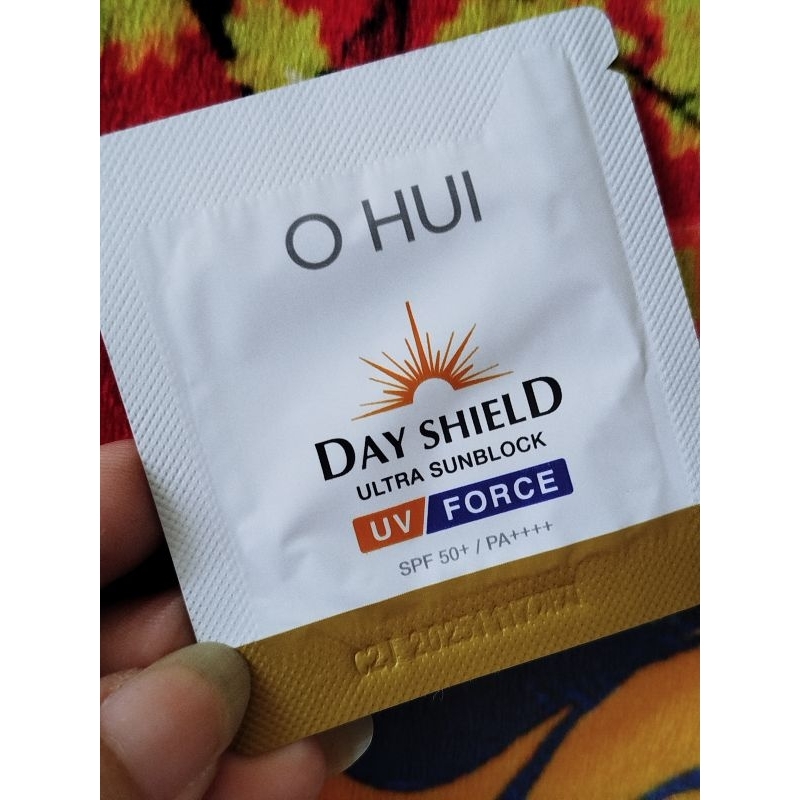 O HUI
DAY SHIELD
ULTRA SUNBLOCK
UV FORCE
SPF 50+ / PA++++